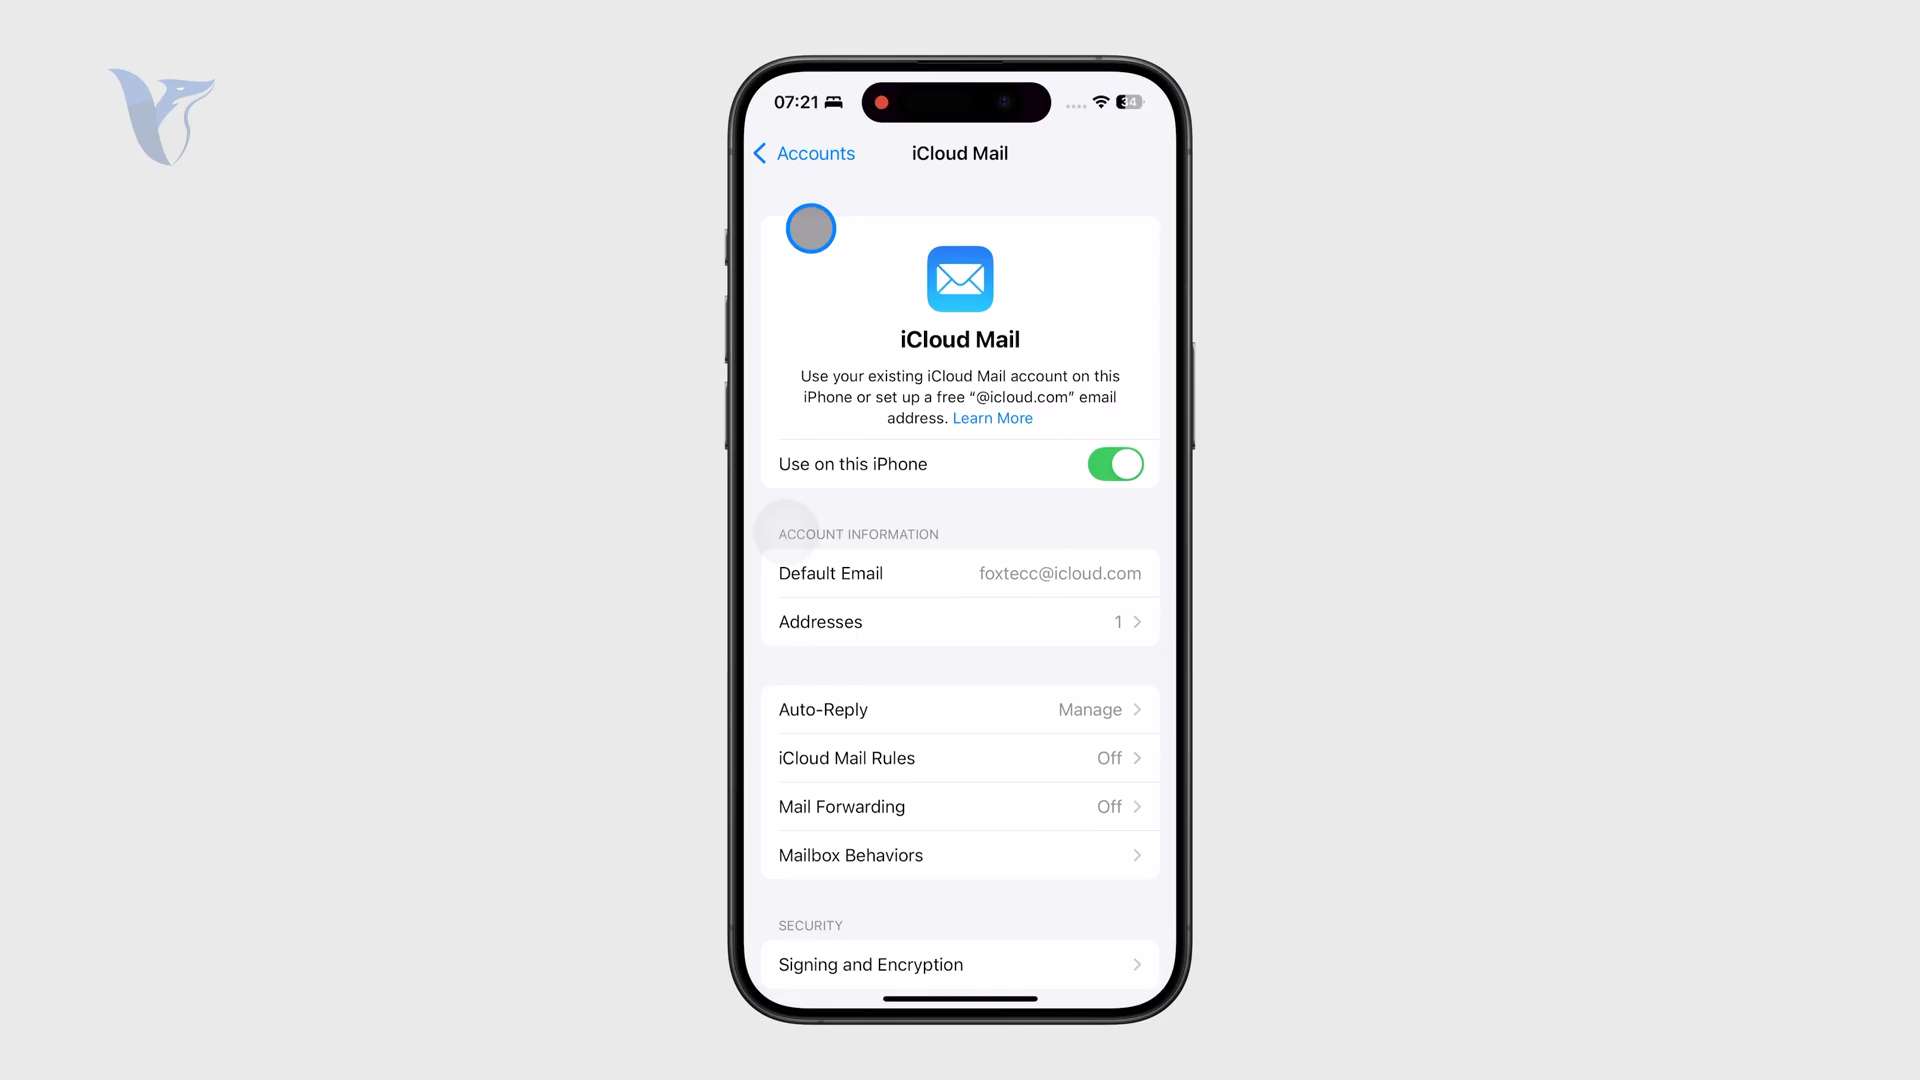 07:21
34
Accounts
iCloud Mail
iCloud Mail
Use your existing iCloud Mail account on this
iPhone or set up a free “@icloud.com” email
address. Learn More
Use on this iPhone
ACCOUNT INFORMATION
Default Email foxtecc@icloud.com
Addresses 1
Auto-Reply Manage
iCloud Mail Rules Off
Mail Forwarding Off
Mailbox Behaviors
SECURITY
Signing and Encryption